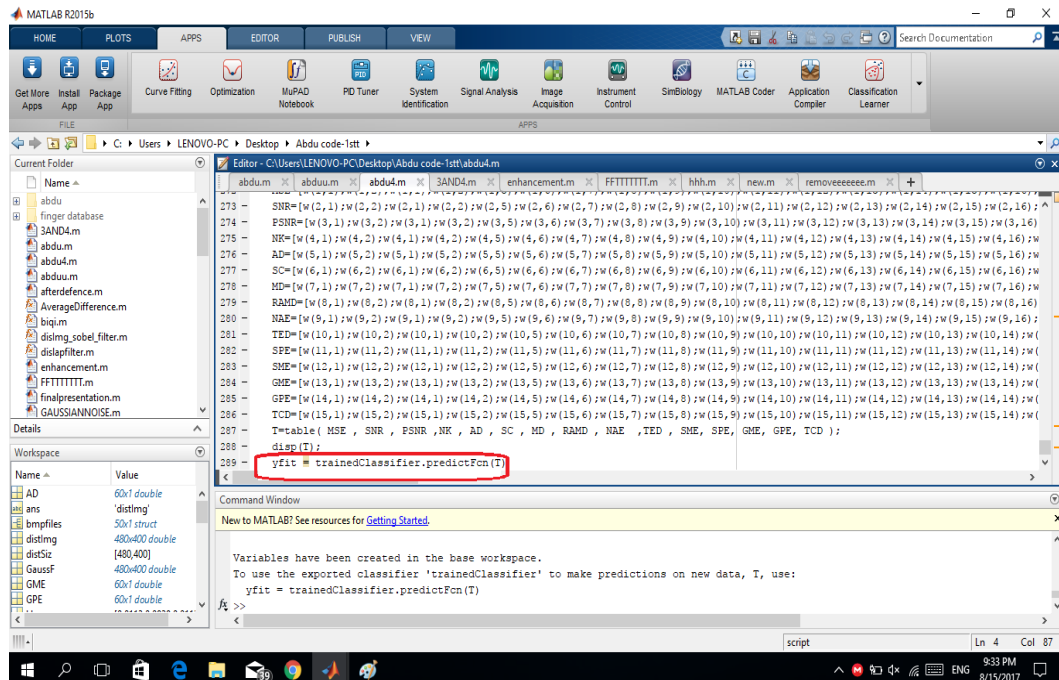 MATLAB R2015b
HOME PLOTS APPS EDITOR PUBLISH VIEW Search Documentation
Get More Apps Install App Package App Curve Fitting Optimization MuPAD Notebook PID Tuner System Identification Signal Analysis Image Acquisition Instrument Control SimBiology MATLAB Coder Application Compiler Classification Learner
FILE APPS
C: Users LENOVO-PC Desktop Abdu code-1stt
Current Folder
Name
abdu
finger database
3AND4.m
abdu.m
abdu4.m
abduu.m
afterdefence.m
AverageDifference.m
biqi.m
disImg_sobel_filter.m
dislapfilter.m
enhancement.m
FFTTTTTTT.m
finalpresentation.m
GAUSSIANNOISE.m
Details
Workspace
Name Value
AD 60x1 double
ans 'distImg'
bmpfiles 50x1 struct
distImg 480x400 double
distSiz [480,400]
GaussF 480x400 double
GME 60x1 double
GPE 60x1 double
Editor - C:\Users\LENOVO-PC\Desktop\Abdu code-1stt\abdu4.m
abdu.m abduu.m abdu4.m 3AND4.m enhancement.m FFTTTTTTT.m hhh.m new.m removeeeeeee.m
273 SNR=[w(2,1);w(2,2);w(2,1);w(2,2);w(2,5);w(2,6);w(2,7);w(2,8);w(2,9);w(2,10);w(2,11);w(2,12);w(2,13);w(2,14);w(2,15);w(2,16);
274 PSNR=[w(3,1);w(3,2);w(3,1);w(3,2);w(3,5);w(3,6);w(3,7);w(3,8);w(3,9);w(3,10);w(3,11);w(3,12);w(3,13);w(3,14);w(3,15);w(3,16)
275 NK=[w(4,1);w(4,2);w(4,1);w(4,2);w(4,5);w(4,6);w(4,7);w(4,8);w(4,9);w(4,10);w(4,11);w(4,12);w(4,13);w(4,14);w(4,15);w(4,16);w
276 AD=[w(5,1);w(5,2);w(5,1);w(5,2);w(5,5);w(5,6);w(5,7);w(5,8);w(5,9);w(5,10);w(5,11);w(5,12);w(5,13);w(5,14);w(5,15);w(5,16);w
277 SC=[w(6,1);w(6,2);w(6,1);w(6,2);w(6,5);w(6,6);w(6,7);w(6,8);w(6,9);w(6,10);w(6,11);w(6,12);w(6,13);w(6,14);w(6,15);w(6,16);w
278 MD=[w(7,1);w(7,2);w(7,1);w(7,2);w(7,5);w(7,6);w(7,7);w(7,8);w(7,9);w(7,10);w(7,11);w(7,12);w(7,13);w(7,14);w(7,15);w(7,16);w
279 RAMD=[w(8,1);w(8,2);w(8,1);w(8,2);w(8,5);w(8,6);w(8,7);w(8,8);w(8,9);w(8,10);w(8,11);w(8,12);w(8,13);w(8,14);w(8,15);w(8,16)
280 NAE=[w(9,1);w(9,2);w(9,1);w(9,2);w(9,5);w(9,6);w(9,7);w(9,8);w(9,9);w(9,10);w(9,11);w(9,12);w(9,13);w(9,14);w(9,15);w(9,16);
281 TED=[w(10,1);w(10,2);w(10,1);w(10,2);w(10,5);w(10,6);w(10,7);w(10,8);w(10,9);w(10,10);w(10,11);w(10,12);w(10,13);w(10,14);w(
282 SPE=[w(11,1);w(11,2);w(11,1);w(11,2);w(11,5);w(11,6);w(11,7);w(11,8);w(11,9);w(11,10);w(11,11);w(11,12);w(11,13);w(11,14);w(
283 SME=[w(12,1);w(12,2);w(12,1);w(12,2);w(12,5);w(12,6);w(12,7);w(12,8);w(12,9);w(12,10);w(12,11);w(12,12);w(12,13);w(12,14);w(
284 GME=[w(13,1);w(13,2);w(13,1);w(13,2);w(13,5);w(13,6);w(13,7);w(13,8);w(13,9);w(13,10);w(13,11);w(13,12);w(13,13);w(13,14);w(
285 GPE=[w(14,1);w(14,2);w(14,1);w(14,2);w(14,5);w(14,6);w(14,7);w(14,8);w(14,9);w(14,10);w(14,11);w(14,12);w(14,13);w(14,14);w(
286 TCD=[w(15,1);w(15,2);w(15,1);w(15,2);w(15,5);w(15,6);w(15,7);w(15,8);w(15,9);w(15,10);w(15,11);w(15,12);w(15,13);w(15,14);w(
287 T=table( MSE , SNR , PSNR ,NK , AD , SC , MD , RAMD , NAE ,TED , SME, SPE, GME, GPE, TCD );
288 disp(T);
289 yfit = trainedClassifier.predictFcn(T)
Command Window
New to MATLAB? See resources for Getting Started.
Variables have been created in the base workspace.
To use the exported classifier 'trainedClassifier' to make predictions on new data, T, use:
yfit = trainedClassifier.predictFcn(T)
fx >>
script Ln 4 Col 87
39 ENG 9:33 PM
8/15/2017